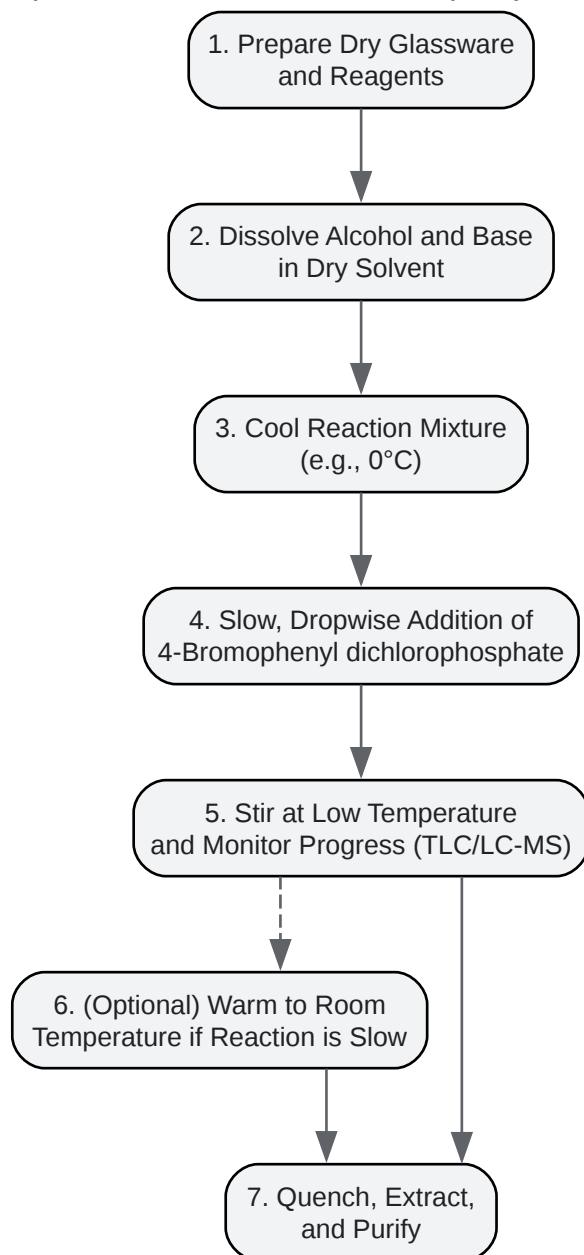 1. Prepare Dry Glassware
and Reagents
2. Dissolve Alcohol and Base
in Dry Solvent
3. Cool Reaction Mixture
(e.g., 0°C)
4. Slow, Dropwise Addition of
4-Bromophenyl dichlorophosphate
5. Stir at Low Temperature
and Monitor Progress (TLC/LC-MS)
6. (Optional) Warm to Room
Temperature if Reaction is Slow
7. Quench, Extract,
and Purify